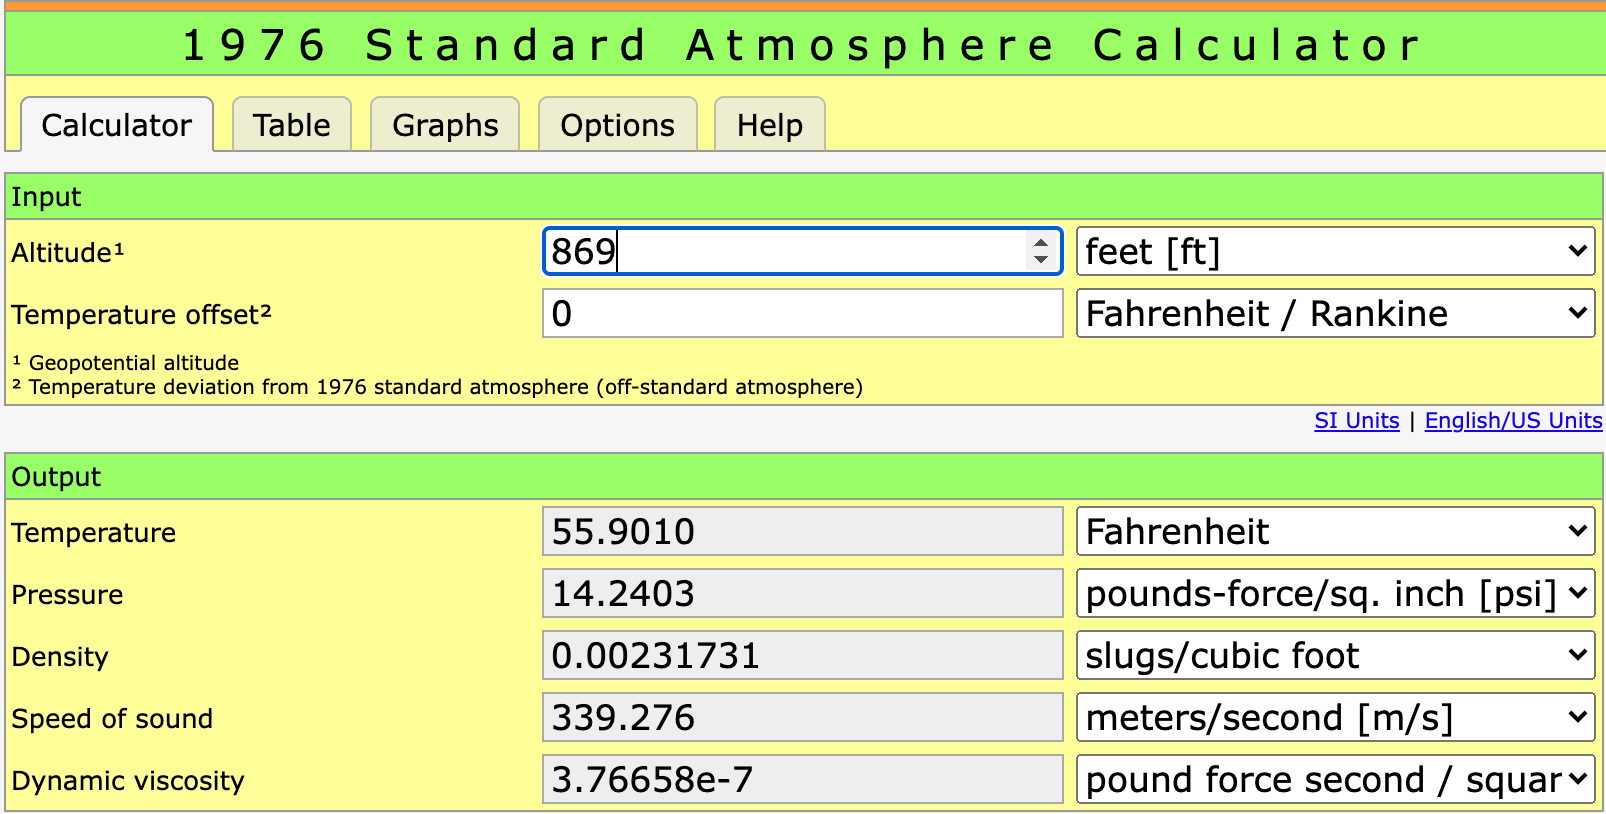 1976 Standard Atmosphere Calculator
Calculator Table Graphs Options Help
Input
Altitude¹ 869 feet [ft]
Temperature offset² 0 Fahrenheit / Rankine
¹ Geopotential altitude
² Temperature deviation from 1976 standard atmosphere (off-standard atmosphere)
SI Units | English/US Units
Output
Temperature 55.9010 Fahrenheit
Pressure 14.2403 pounds-force/sq. inch [psi]
Density 0.00231731 slugs/cubic foot
Speed of sound 339.276 meters/second [m/s]
Dynamic viscosity 3.76658e-7 pound force second / squar